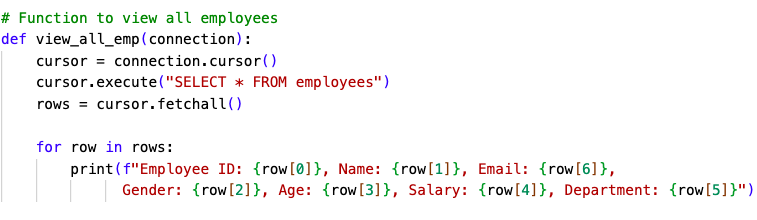 # Function to view all employees
def view_all_emp(connection):
    cursor = connection.cursor()
    cursor.execute("SELECT * FROM employees")
    rows = cursor.fetchall()

    for row in rows:
        print(f"Employee ID: {row[0]}, Name: {row[1]}, Email: {row[6]},
              Gender: {row[2]}, Age: {row[3]}, Salary: {row[4]}, Department: {row[5]}")